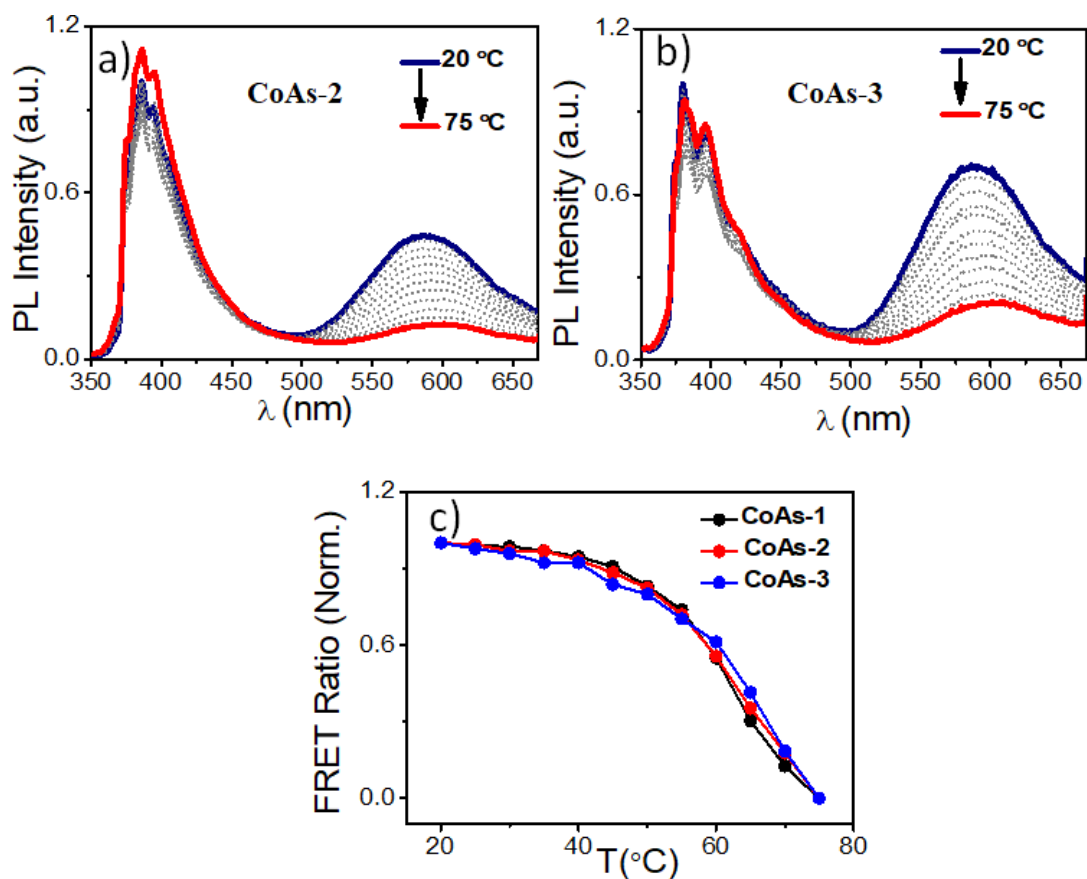 a)
CoAs-2
20 °C
75 °C
PL Intensity (a.u.)
1.2
0.6
0.0
350 400 450 500 550 600 650
λ (nm)
b)
CoAs-3
20 °C
75 °C
PL Intensity (a.u.)
1.2
0.6
0.0
350 400 450 500 550 600 650
λ (nm)
c)
CoAs-1
CoAs-2
CoAs-3
FRET Ratio (Norm.)
1.2
0.6
0.0
20 40 60 80
T(°C)